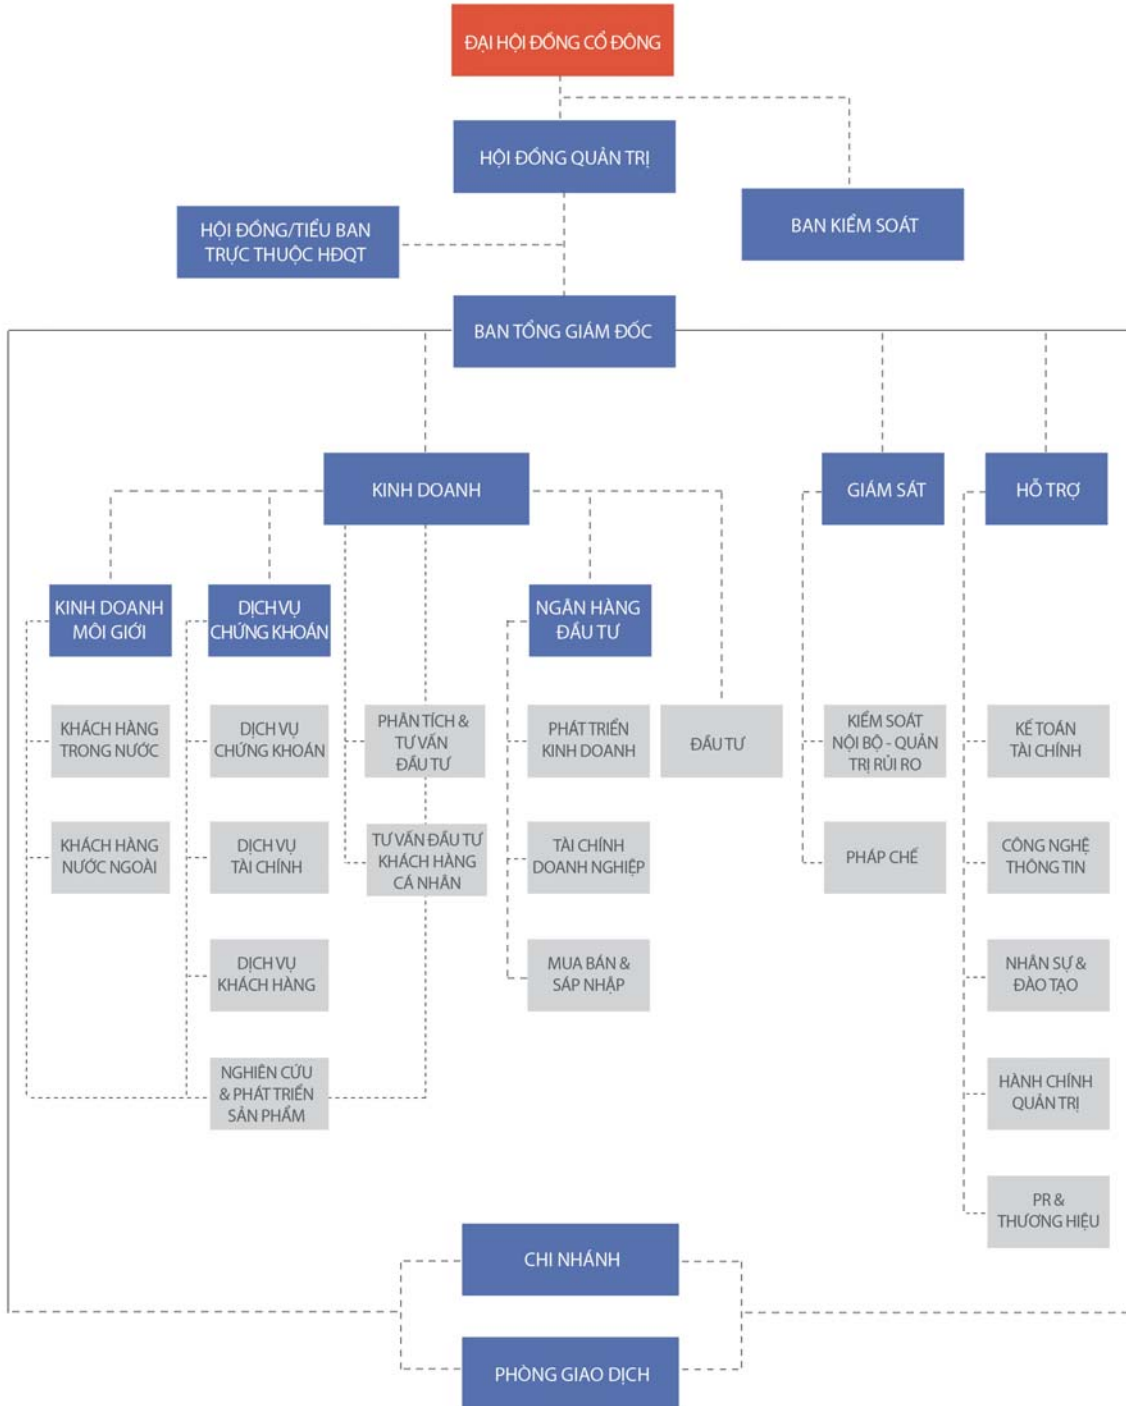 ĐẠI HỘI ĐỒNG CỔ ĐÔNG
HỘI ĐỒNG QUẢN TRỊ
HỘI ĐỒNG/TIỂU BAN
TRỰC THUỘC HĐQT
BAN KIỂM SOÁT
BAN TỔNG GIÁM ĐỐC
KINH DOANH
GIÁM SÁT
HỖ TRỢ
KINH DOANH
MÔI GIỚI
DỊCH VỤ
CHỨNG KHOÁN
NGÂN HÀNG
ĐẦU TƯ
KHÁCH HÀNG
TRONG NƯỚC
DỊCH VỤ
CHỨNG KHOÁN
PHÂN TÍCH &
TƯ VẤN
ĐẦU TƯ
PHÁT TRIỂN
KINH DOANH
ĐẦU TƯ
KIỂM SOÁT
NỘI BỘ - QUẢN
TRỊ RỦI RO
KẾ TOÁN
TÀI CHÍNH
KHÁCH HÀNG
NƯỚC NGOÀI
DỊCH VỤ
TÀI CHÍNH
TƯ VẤN ĐẦU TƯ
KHÁCH HÀNG
CÁ NHÂN
TÀI CHÍNH
DOANH NGHIỆP
PHÁP CHẾ
CÔNG NGHỆ
THÔNG TIN
DỊCH VỤ
KHÁCH HÀNG
MUA BÁN &
SÁP NHẬP
NHÂN SỰ &
ĐÀO TẠO
NGHIÊN CỨU
& PHÁT TRIỂN
SẢN PHẨM
HÀNH CHÍNH
QUẢN TRỊ
PR &
THƯƠNG HIỆU
CHI NHÁNH
PHÒNG GIAO DỊCH